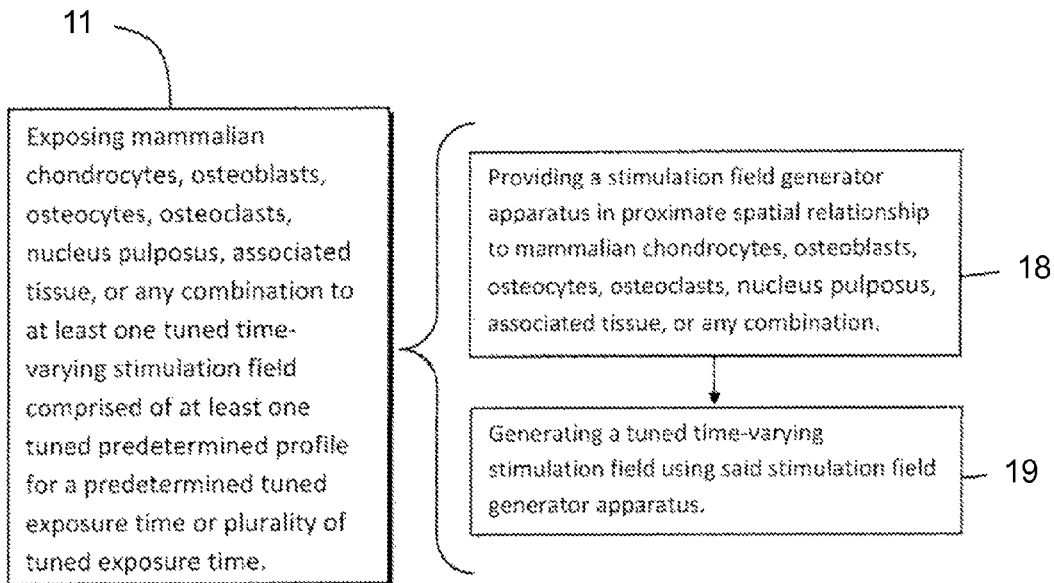 11
Exposing mammalian
chondrocytes, osteoblasts,
osteocytes, osteoclasts,
nucleus pulposus, associated
tissue, or any combination to
at least one tuned time-
varying stimulation field
comprised of at least one
tuned predetermined profile
for a predetermined tuned
exposure time or plurality of
tuned exposure time.
Providing a stimulation field generator
apparatus in proximate spatial relationship
to mammalian chondrocytes, osteoblasts,
osteocytes, osteoclasts, nucleus pulposus,
associated tissue, or any combination.
18
Generating a tuned time-varying
stimulation field using said stimulation field
generator apparatus.
19